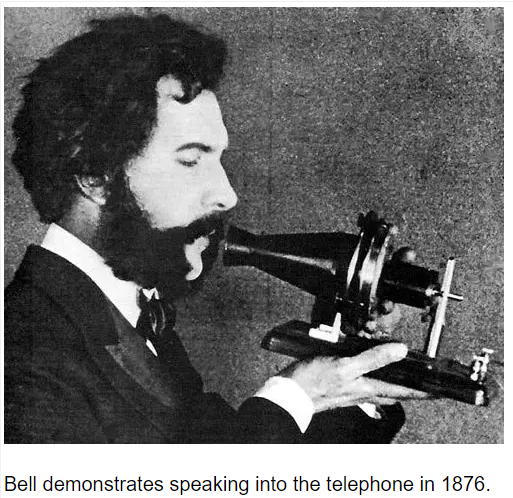 Bell demonstrates speaking into the telephone in 1876.